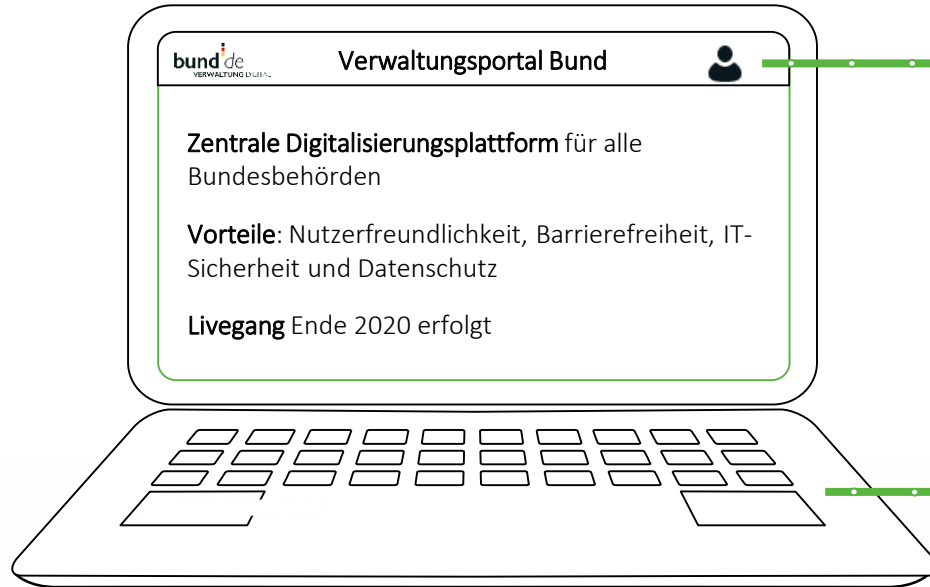 bund.de
VERWALTUNG DIGITAL
Verwaltungsportal Bund
Zentrale Digitalisierungsplattform für alle
Bundesbehörden
Vorteile: Nutzerfreundlichkeit, Barrierefreiheit, IT-
Sicherheit und Datenschutz
Livegang Ende 2020 erfolgt